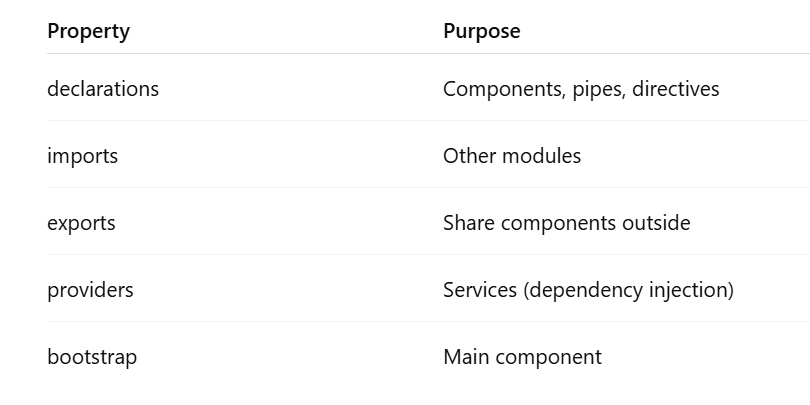 Property Purpose
declarations Components, pipes, directives
imports Other modules
exports Share components outside
providers Services (dependency injection)
bootstrap Main component